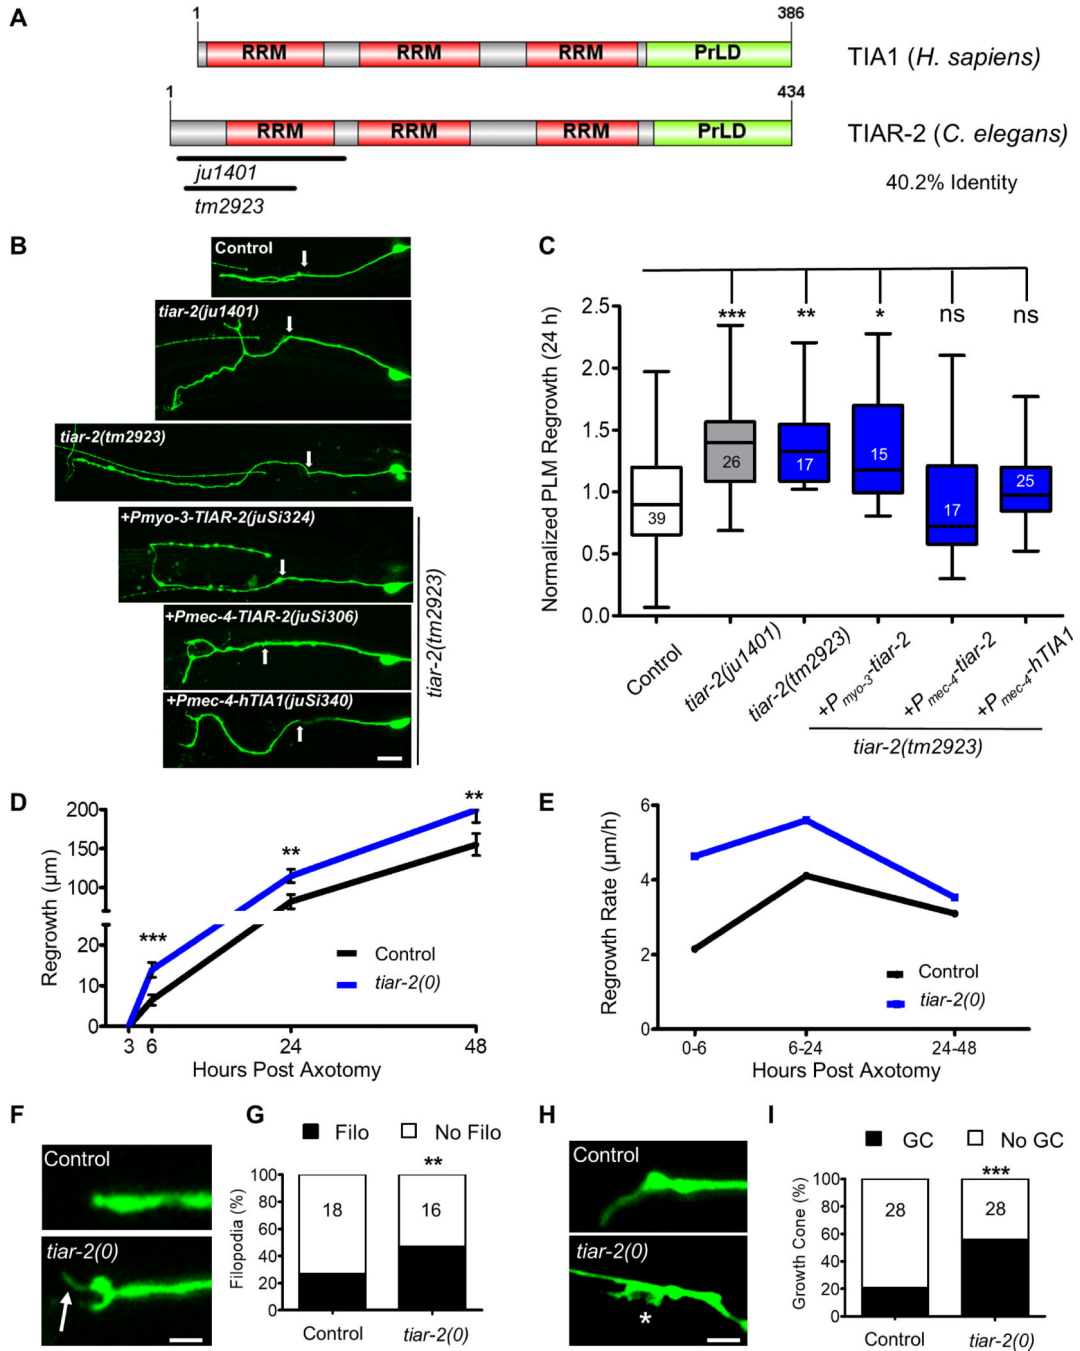 A
1
386
RRM
RRM
RRM
PrLD
TIA1 (H. sapiens)
1
434
RRM
RRM
RRM
PrLD
TIAR-2 (C. elegans)
ju1401
40.2% Identity
tm2923
B
Control
tiar-2(ju1401)
tiar-2(tm2923)
+Pmyo-3-TIAR-2(juSi324)
+Pmec-4-TIAR-2(juSi306)
+Pmec-4-hTIA1(juSi340)
tiar-2(tm2923)
C
Normalized PLM Regrowth (24 h)
2.5
2.0
1.5
1.0
0.5
0.0
***
**
*
ns
ns
39
26
17
15
17
25
Control
tiar-2(ju1401)
tiar-2(tm2923)
+Pmyo-3-tiar-2
+Pmec-4-tiar-2
+Pmec-4-hTIA1
tiar-2(tm2923)
D
Regrowth (μm)
200
150
100
20
10
0
***
**
**
Control
tiar-2(0)
3
6
24
48
Hours Post Axotomy
E
Regrowth Rate (μm/h)
6
4
2
0
Control
tiar-2(0)
0-6
6-24
24-48
Hours Post Axotomy
F
Control
tiar-2(0)
G
Filo
No Filo
**
Filopodia (%)
100
80
60
40
20
0
18
16
Control
tiar-2(0)
H
Control
tiar-2(0)
*
I
GC
No GC
***
Growth Cone (%)
100
80
60
40
20
0
28
28
Control
tiar-2(0)